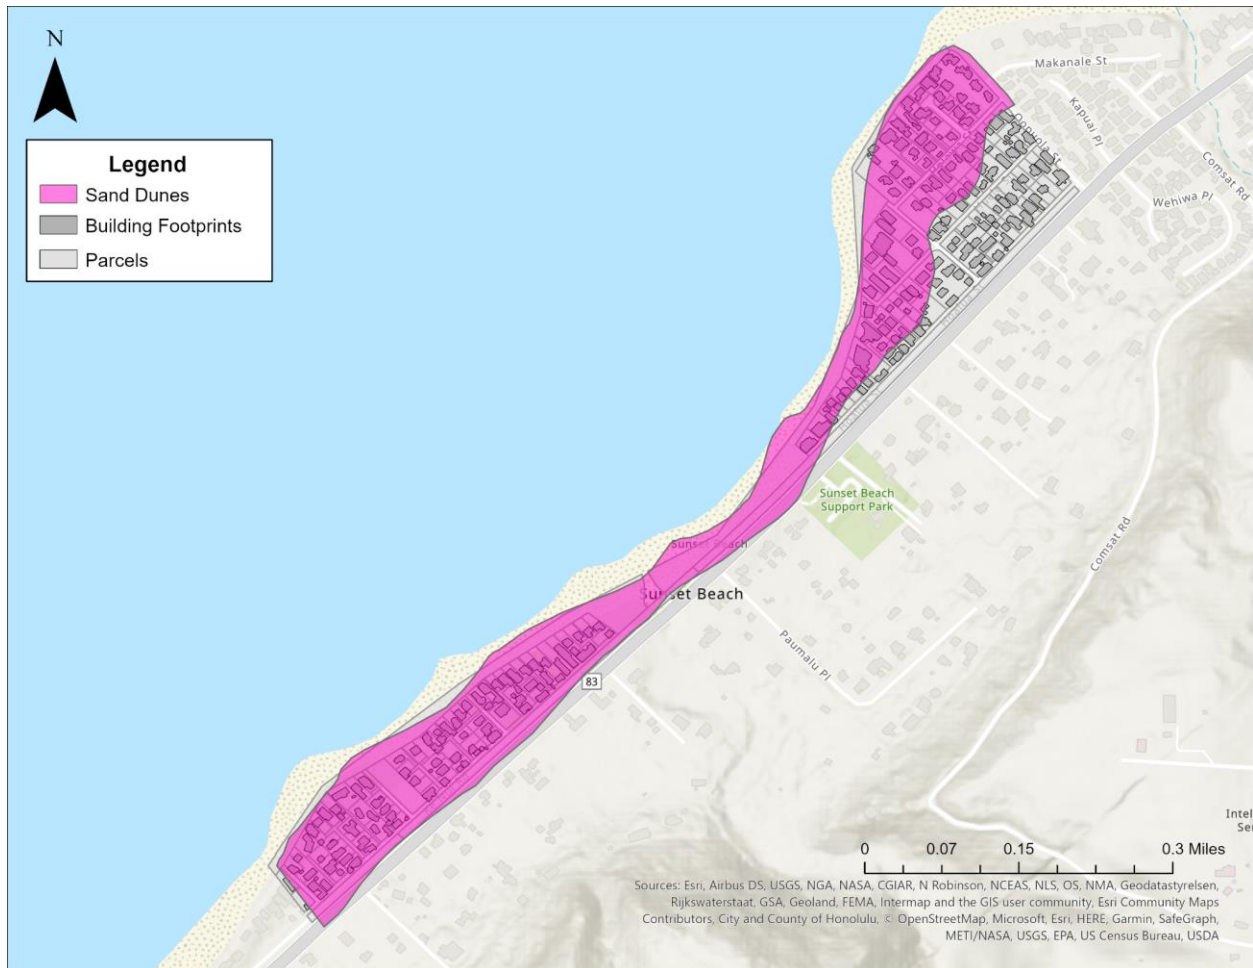 N
Legend
Sand Dunes
Building Footprints
Parcels
Makanale St
Kapuai Pl
Comsat Rd
Wehiwa Pl
Sunset Beach
Support Park
Sunset Beach
Sunset Beach
Comsat Rd
Paumalu Pl
83
Intel
Ser
0 0.07 0.15 0.3 Miles
Sources: Esri, Airbus DS, USGS, NGA, NASA, CGIAR, N Robinson, NCEAS, NLS, OS, NMA, Geodatastyrelsen,
Rijkswaterstaat, GSA, Geoland, FEMA, Intermap and the GIS user community, Esri Community Maps
Contributors, City and County of Honolulu, © OpenStreetMap, Microsoft, Esri, HERE, Garmin, SafeGraph,
METI/NASA, USGS, EPA, US Census Bureau, USDA